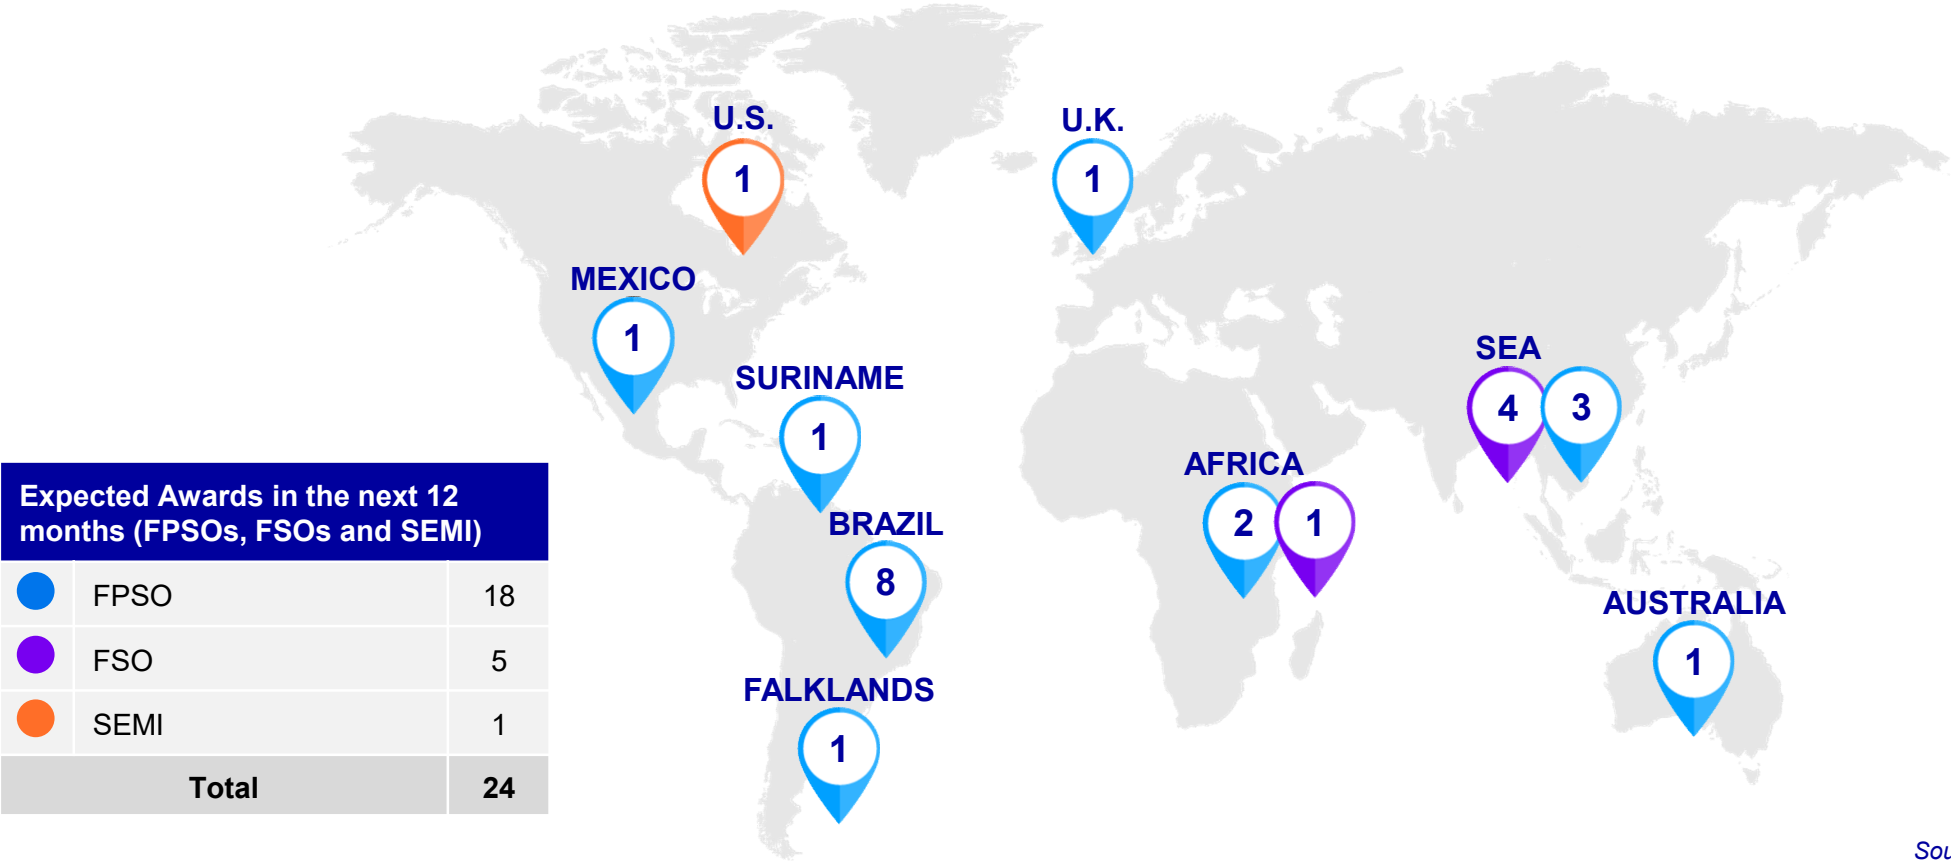 U.S.
1
U.K.
1
MEXICO
1
SURINAME
1
SEA
4
3
AFRICA
2
1
BRAZIL
8
AUSTRALIA
1
FALKLANDS
1
Expected Awards in the next 12
months (FPSOs, FSOs and SEMI)
FPSO 18
FSO 5
SEMI 1
Total 24